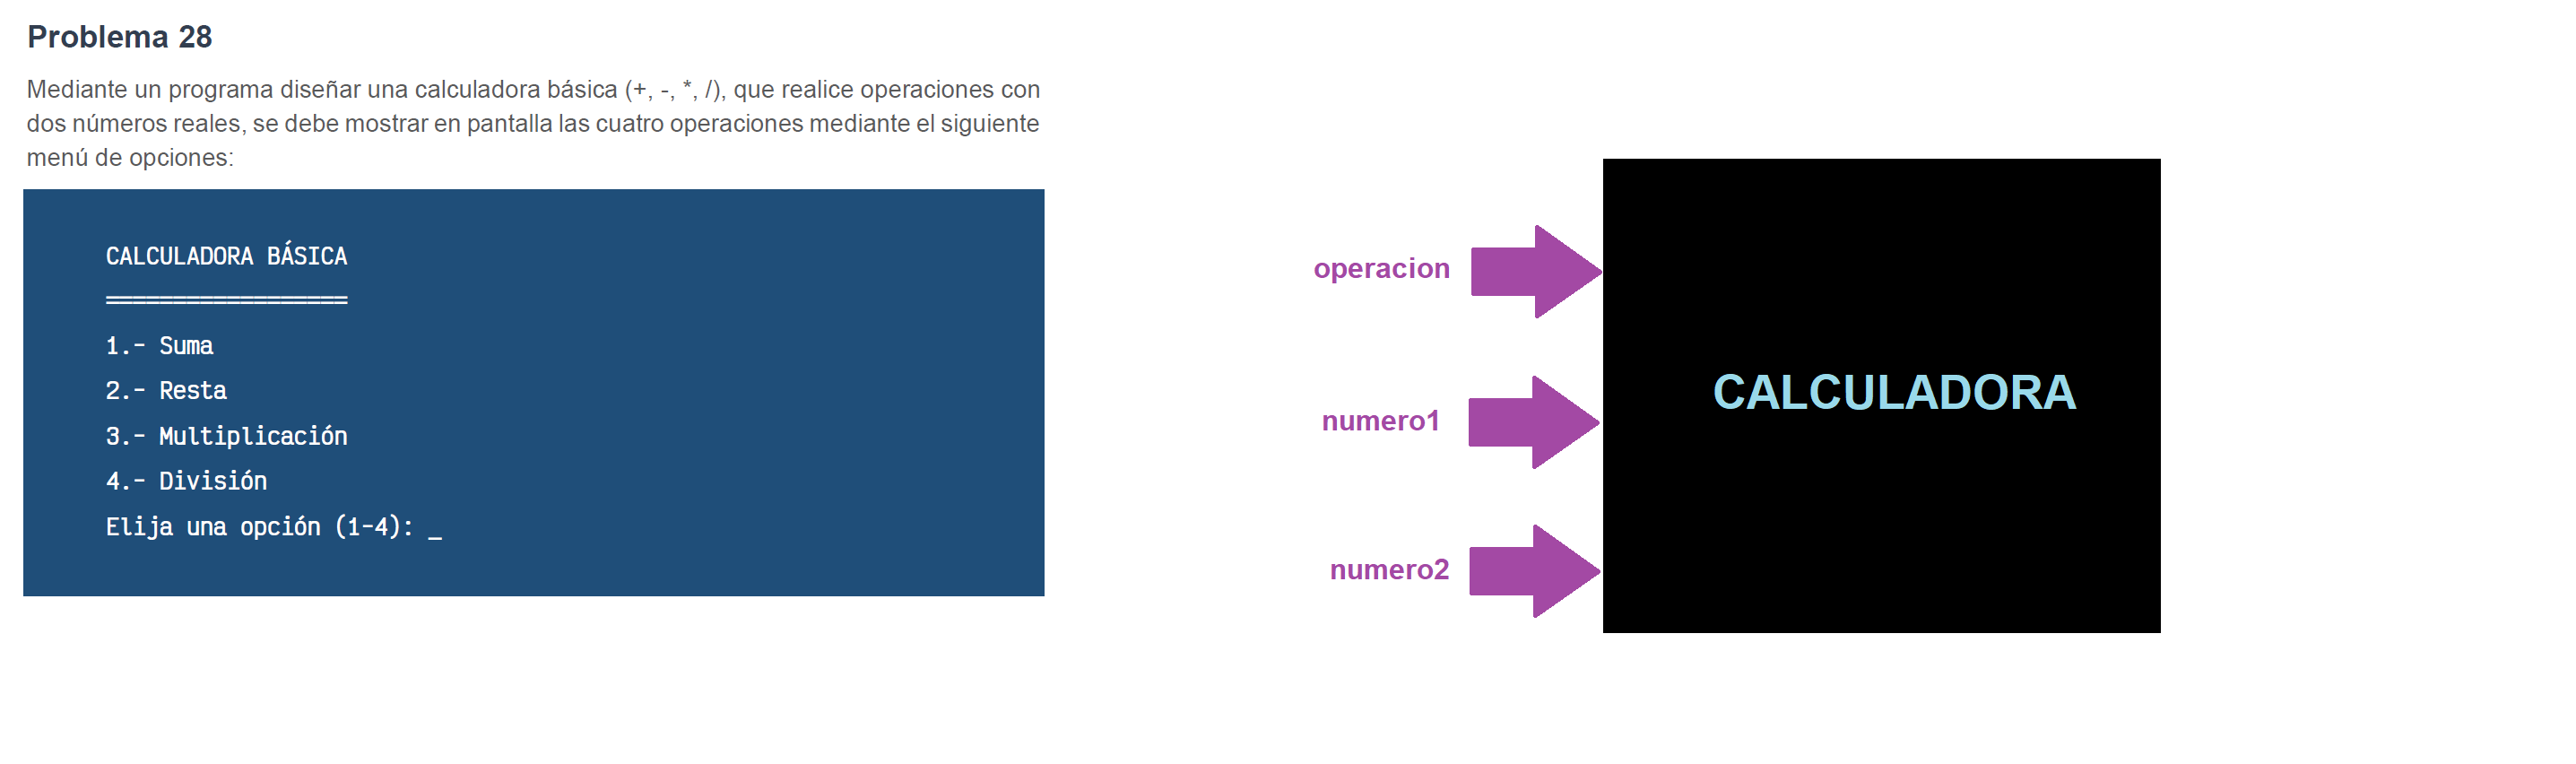 Problema 28
Mediante un programa diseñar una calculadora básica (+, -, *, /), que realice operaciones con
dos números reales, se debe mostrar en pantalla las cuatro operaciones mediante el siguiente
menú de opciones:
CALCULADORA BÁSICA
==================
1.- Suma
2.- Resta
3.- Multiplicación
4.- División
Elija una opción (1-4): _
operacion
numero1
numero2
CALCULADORA